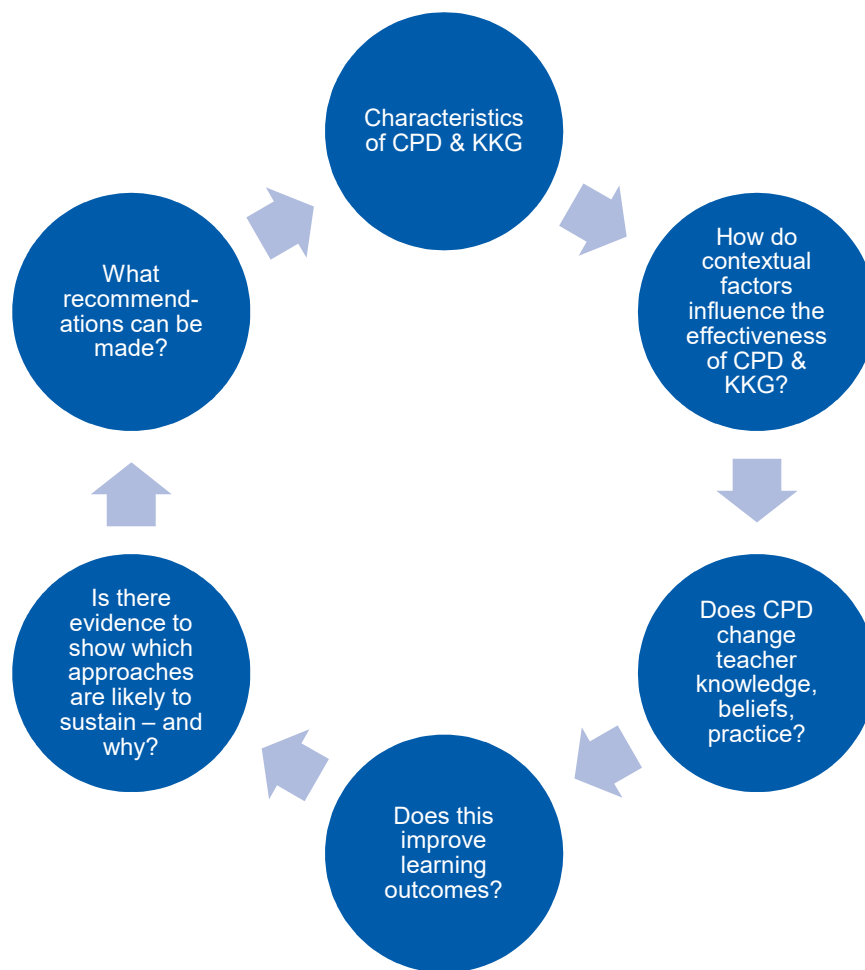 Characteristics
of CPD & KKG
How do
contextual
factors
influence the
effectiveness
of CPD &
KKG?
Does CPD
change
teacher
knowledge,
beliefs,
practice?
Does this
improve
learning
outcomes?
Is there
evidence to
show which
approaches
are likely to
sustain – and
why?
What
recommend-
ations can be
made?